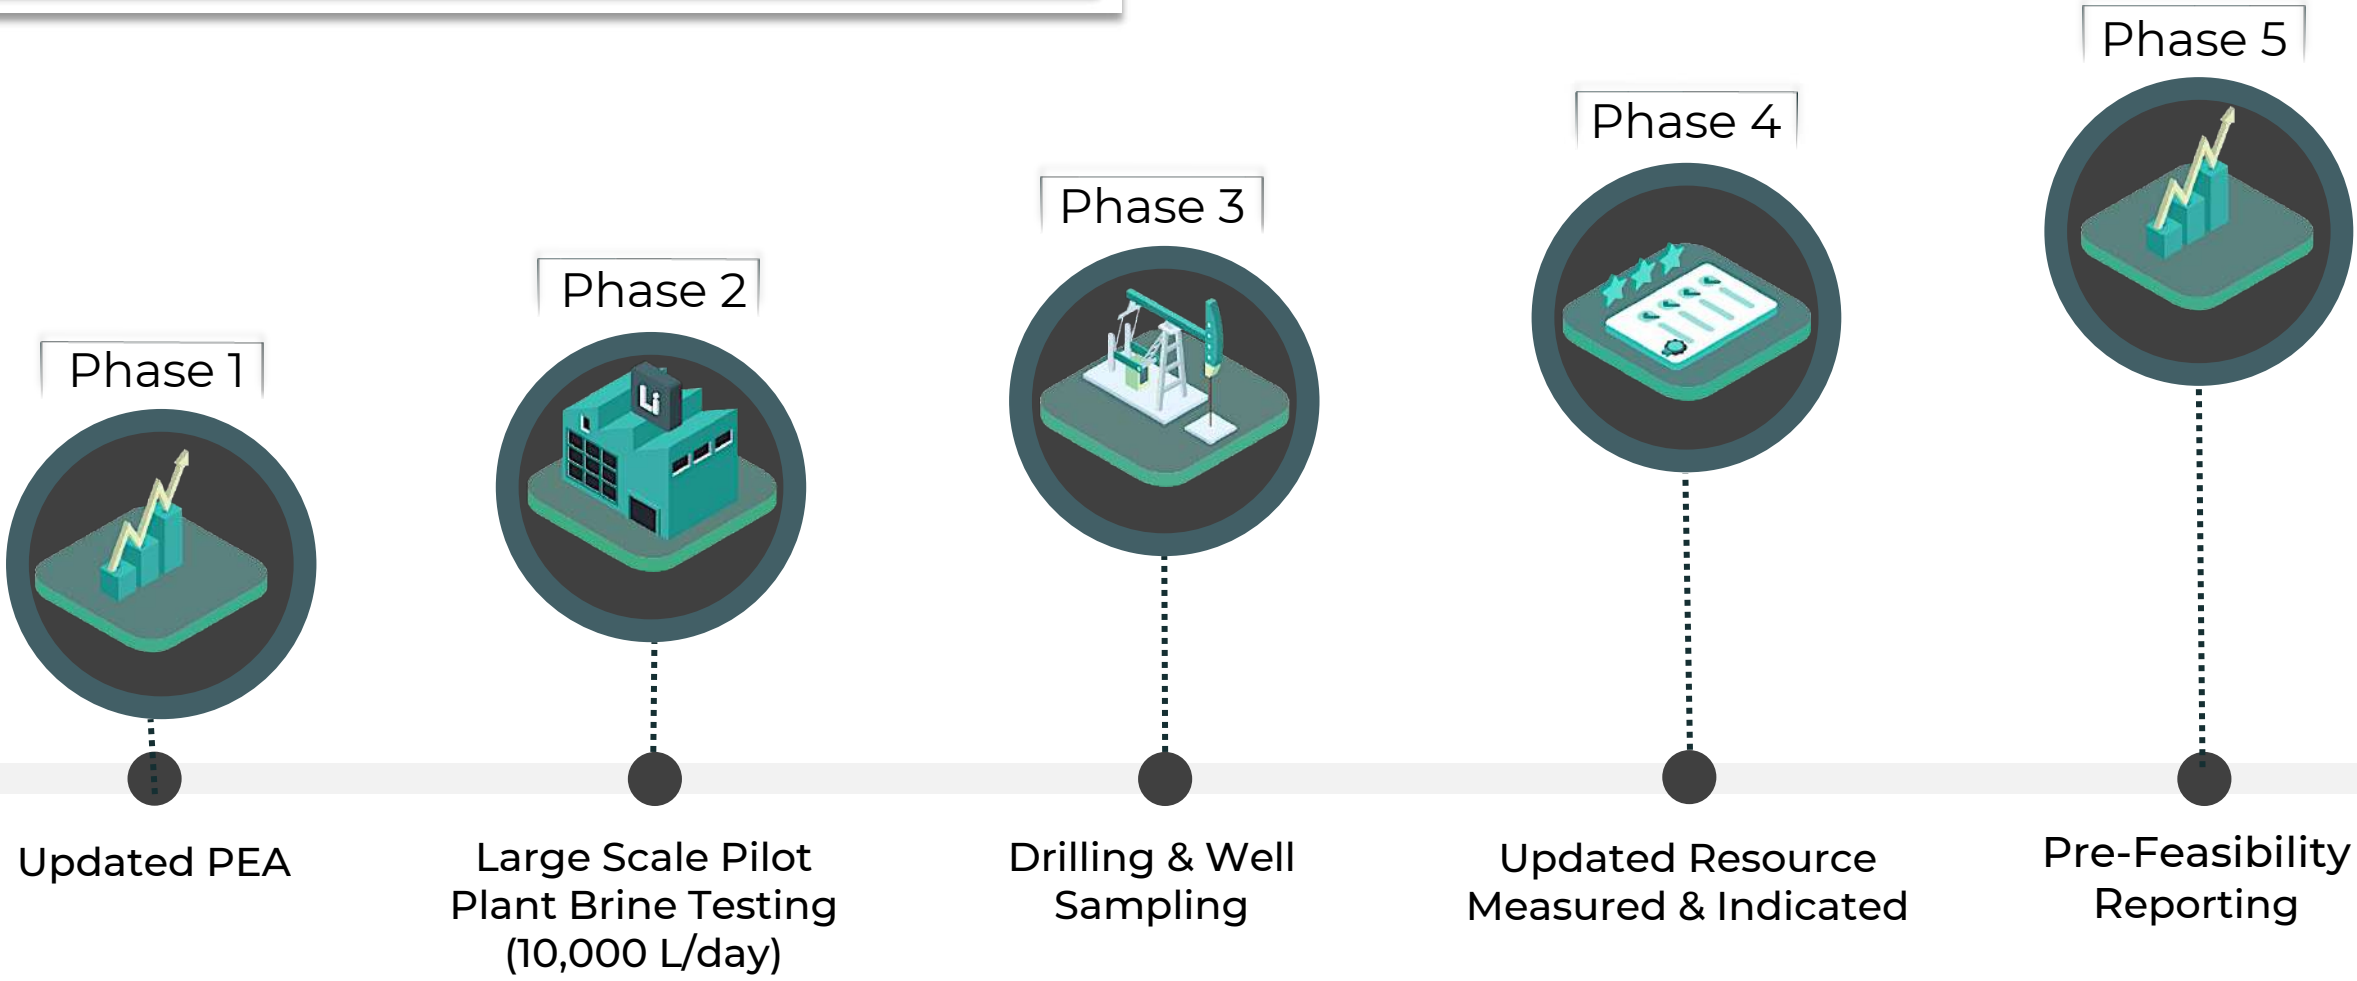 Phase 1
Updated PEA
Phase 2
Li
Large Scale Pilot
Plant Brine Testing
(10,000 L/day)
Phase 3
Drilling & Well
Sampling
Phase 4
Updated Resource
Measured & Indicated
Phase 5
Pre-Feasibility
Reporting